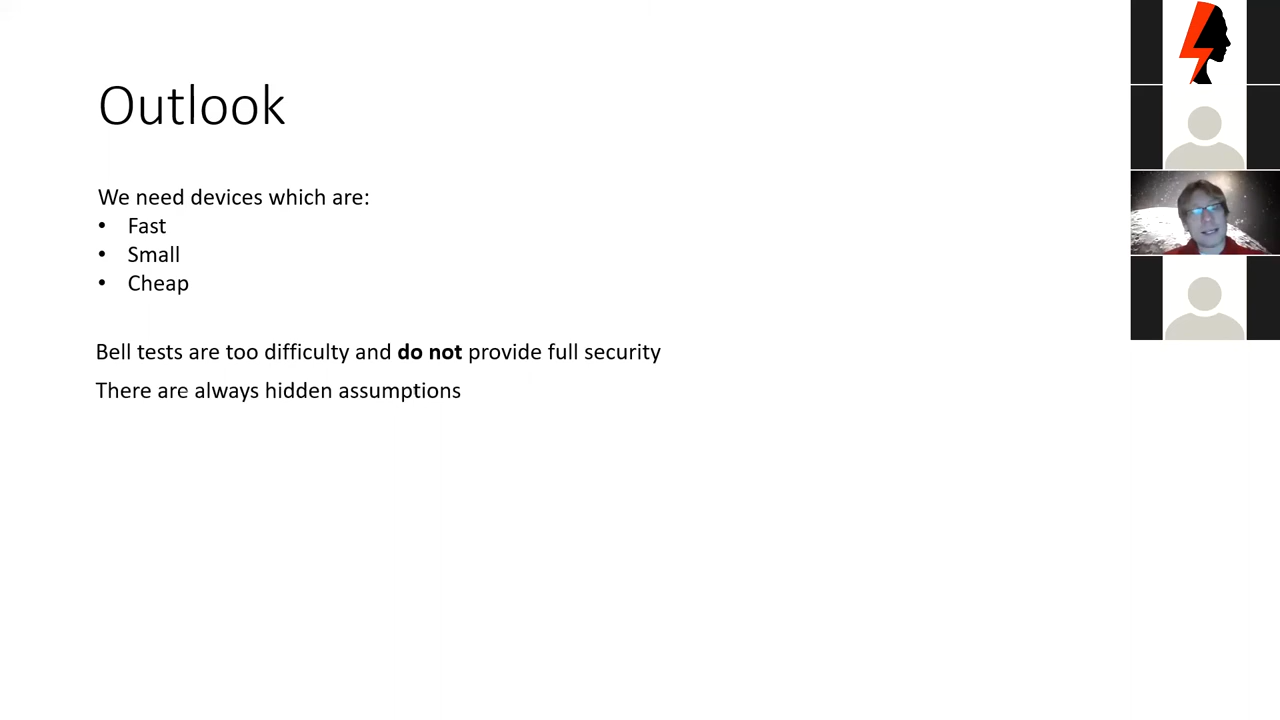 Outlook
We need devices which are:
• Fast
• Small
• Cheap
Bell tests are too difficulty and do not provide full security
There are always hidden assumptions